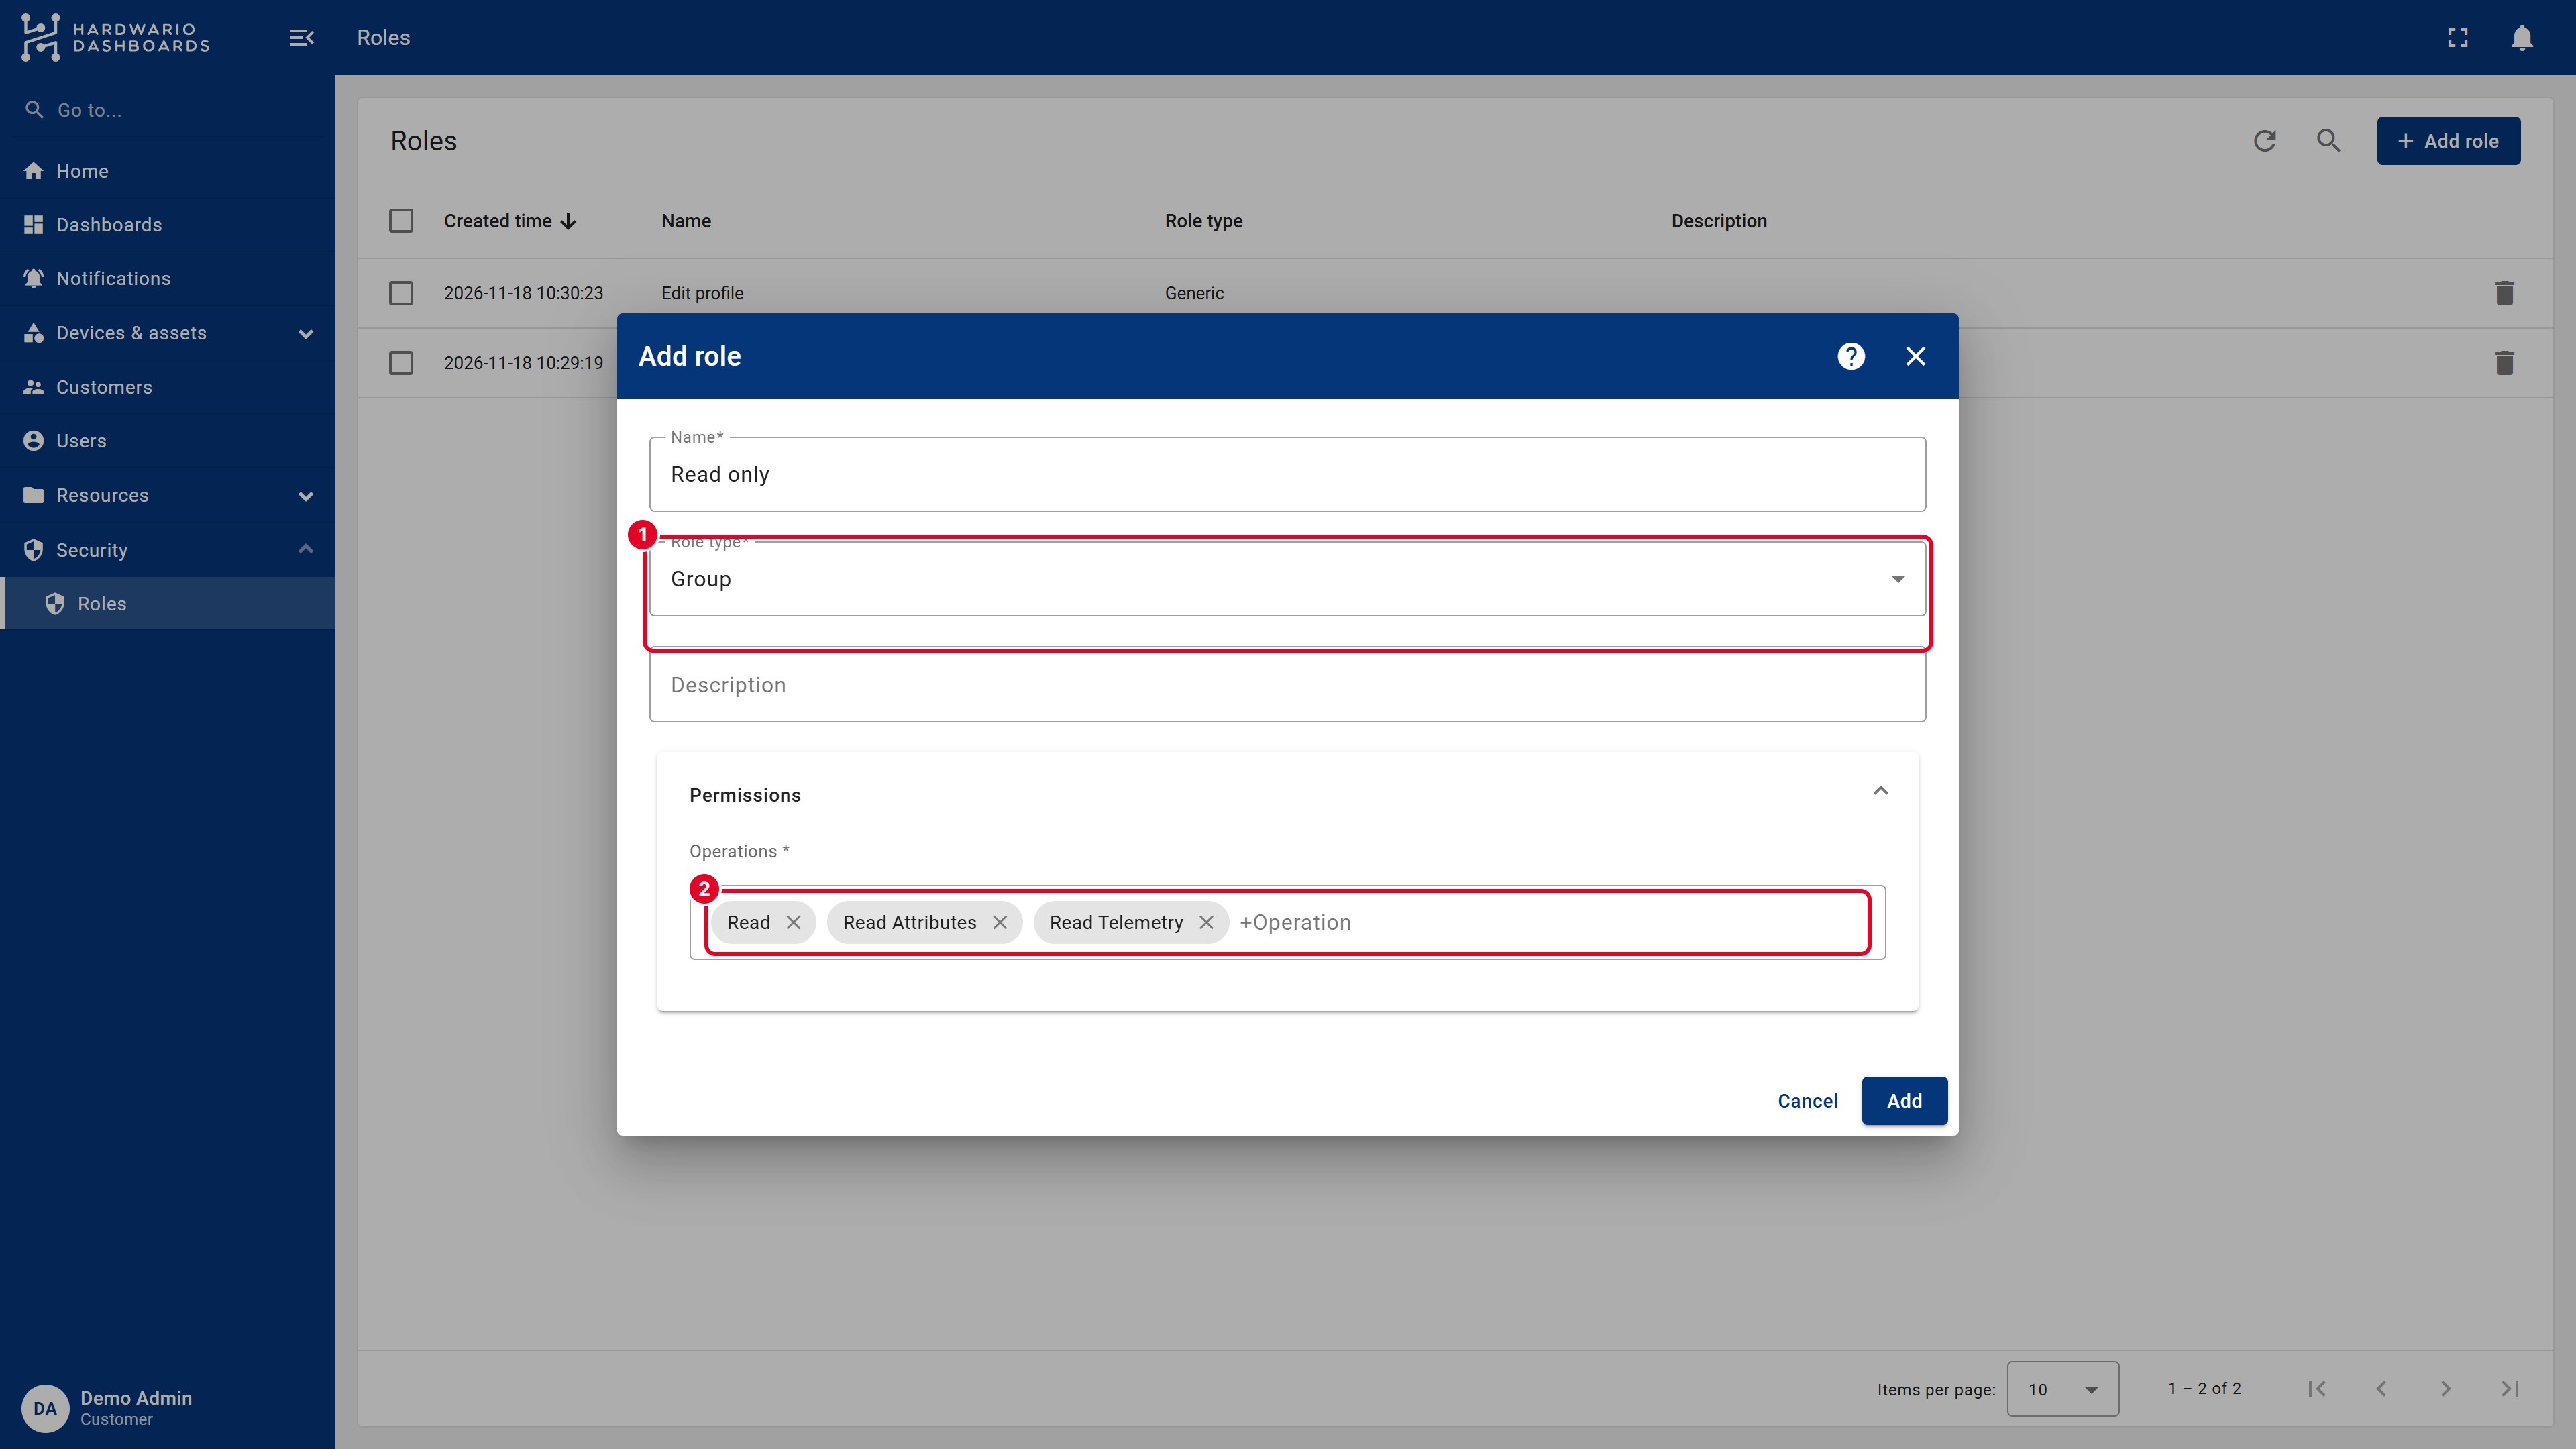 HARDWARIO
DASHBOARDS
Roles
Go to...
Home
Dashboards
Notifications
Devices & assets
Customers
Users
Resources
Security
Roles
Demo Admin
DA
Customer
Roles
+ Add role
Created time Name Role type Description
2026-11-18 10:30:23 Edit profile Generic
2026-11-18 10:29:19
Add role
?
Name*
Read only
1
Role type*
Group
Description
Permissions
Operations *
2
Read Read Attributes Read Telemetry +Operation
Cancel Add
Items per page: 10 1 – 2 of 2